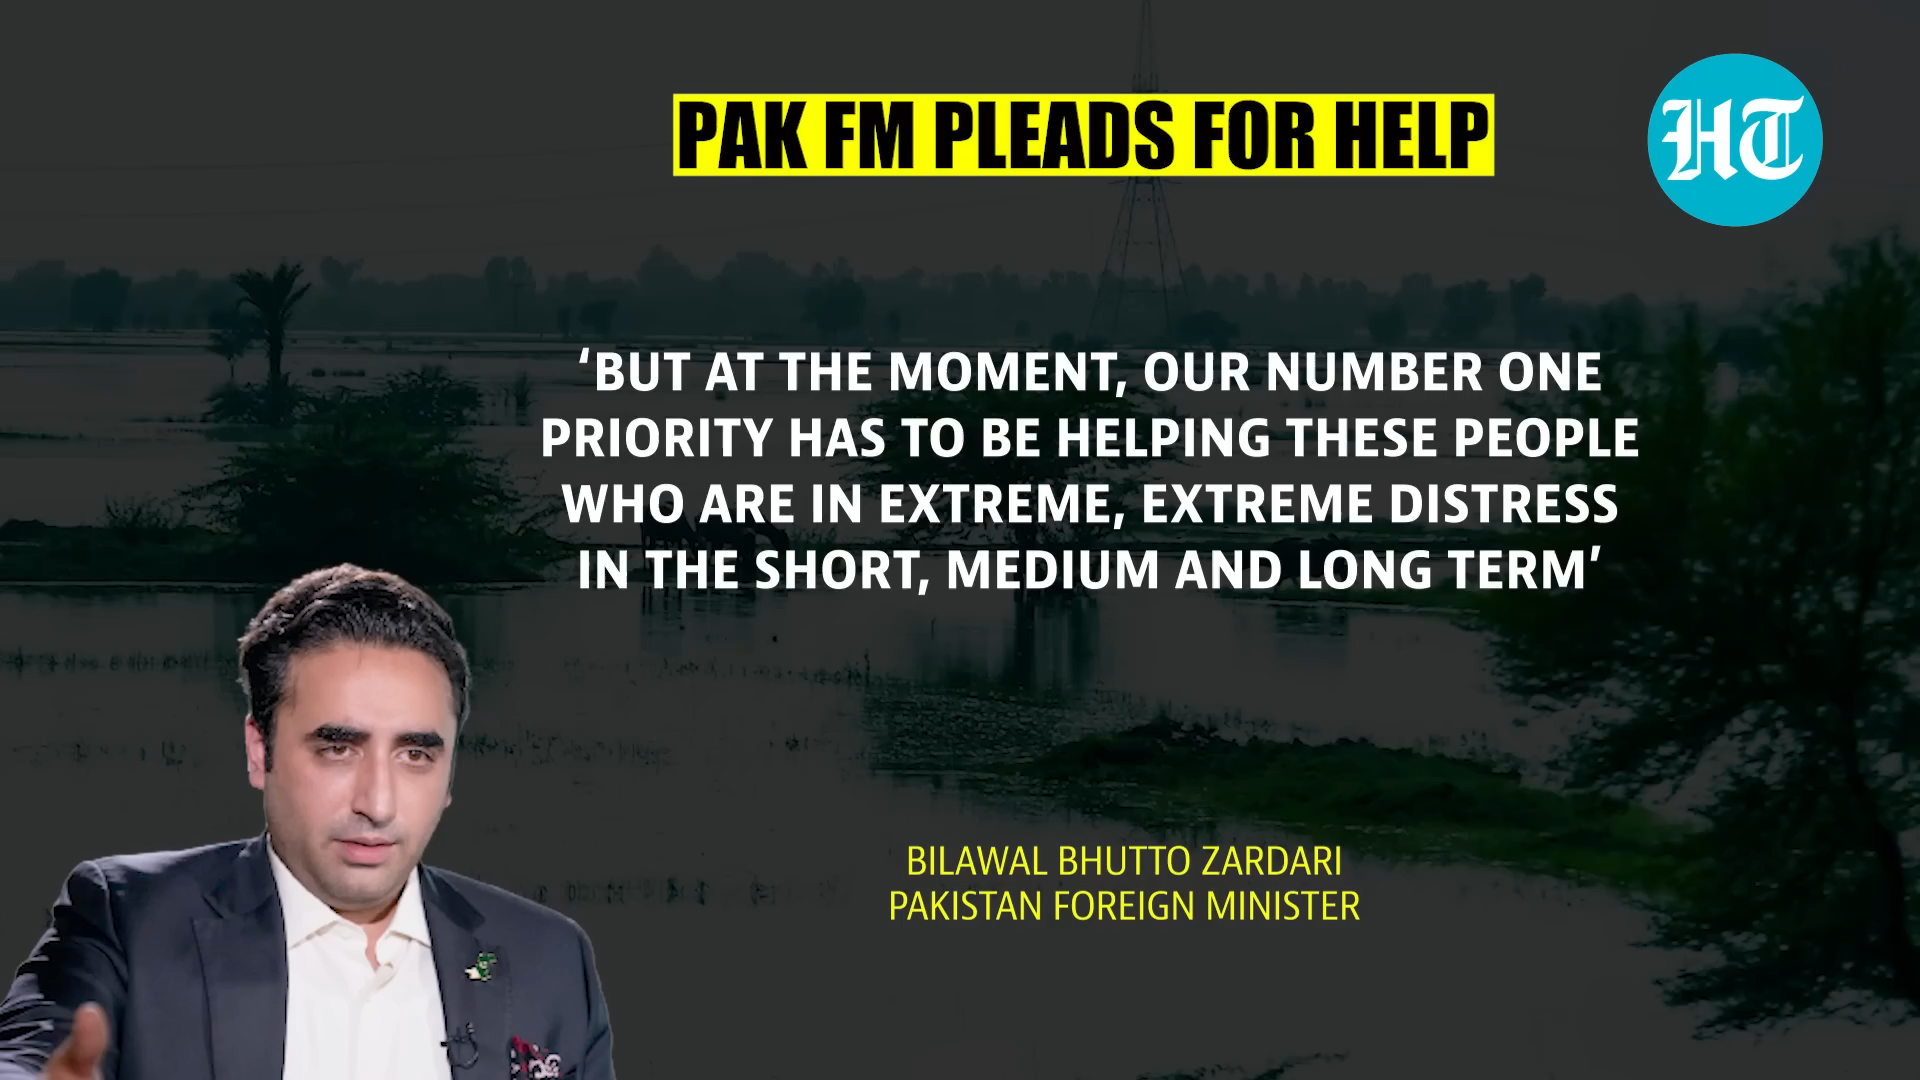 PAK FM PLEADS FOR HELP
HT
‘BUT AT THE MOMENT, OUR NUMBER ONE
PRIORITY HAS TO BE HELPING THESE PEOPLE
WHO ARE IN EXTREME, EXTREME DISTRESS
IN THE SHORT, MEDIUM AND LONG TERM’
BILAWAL BHUTTO ZARDARI
PAKISTAN FOREIGN MINISTER